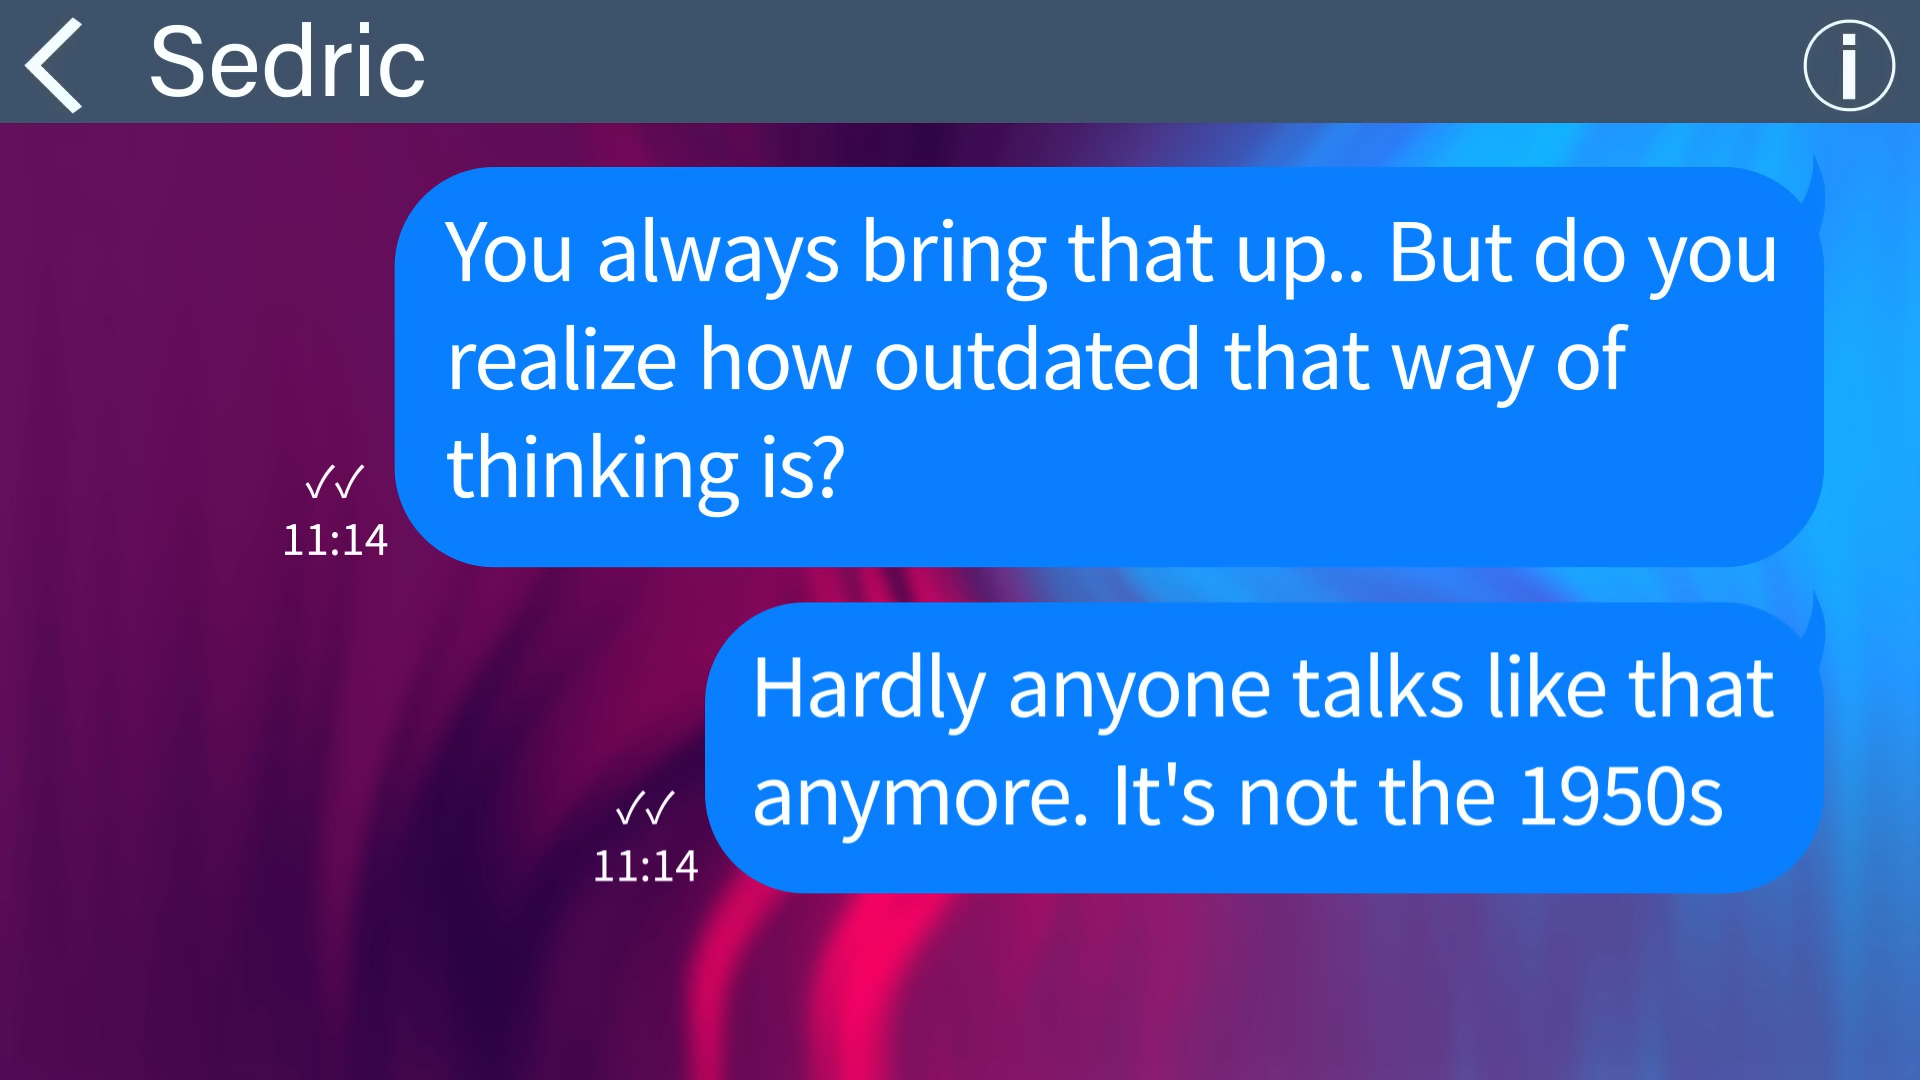 Sedric
You always bring that up.. But do you
realize how outdated that way of
thinking is?
✓✓
11:14
Hardly anyone talks like that
anymore. It's not the 1950s
✓✓
11:14